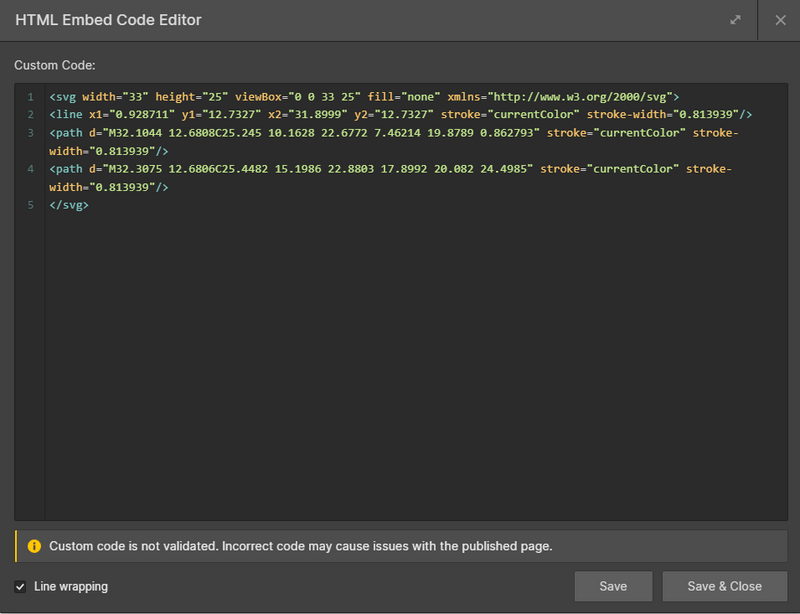 HTML Embed Code Editor
Custom Code:
1 <svg width="33" height="25" viewBox="0 0 33 25" fill="none" xmlns="http://www.w3.org/2000/svg">
2 <line x1="0.928711" y1="12.7327" x2="31.8999" y2="12.7327" stroke="currentColor" stroke-width="0.813939"/>
3 <path d="M32.1044 12.6808C25.245 10.1628 22.6772 7.46214 19.8789 0.862793" stroke="currentColor" stroke-
width="0.813939"/>
4 <path d="M32.3075 12.6806C25.4482 15.1986 22.8803 17.8992 20.082 24.4985" stroke="currentColor" stroke-
width="0.813939"/>
5 </svg>
Custom code is not validated. Incorrect code may cause issues with the published page.
Line wrapping
Save
Save & Close